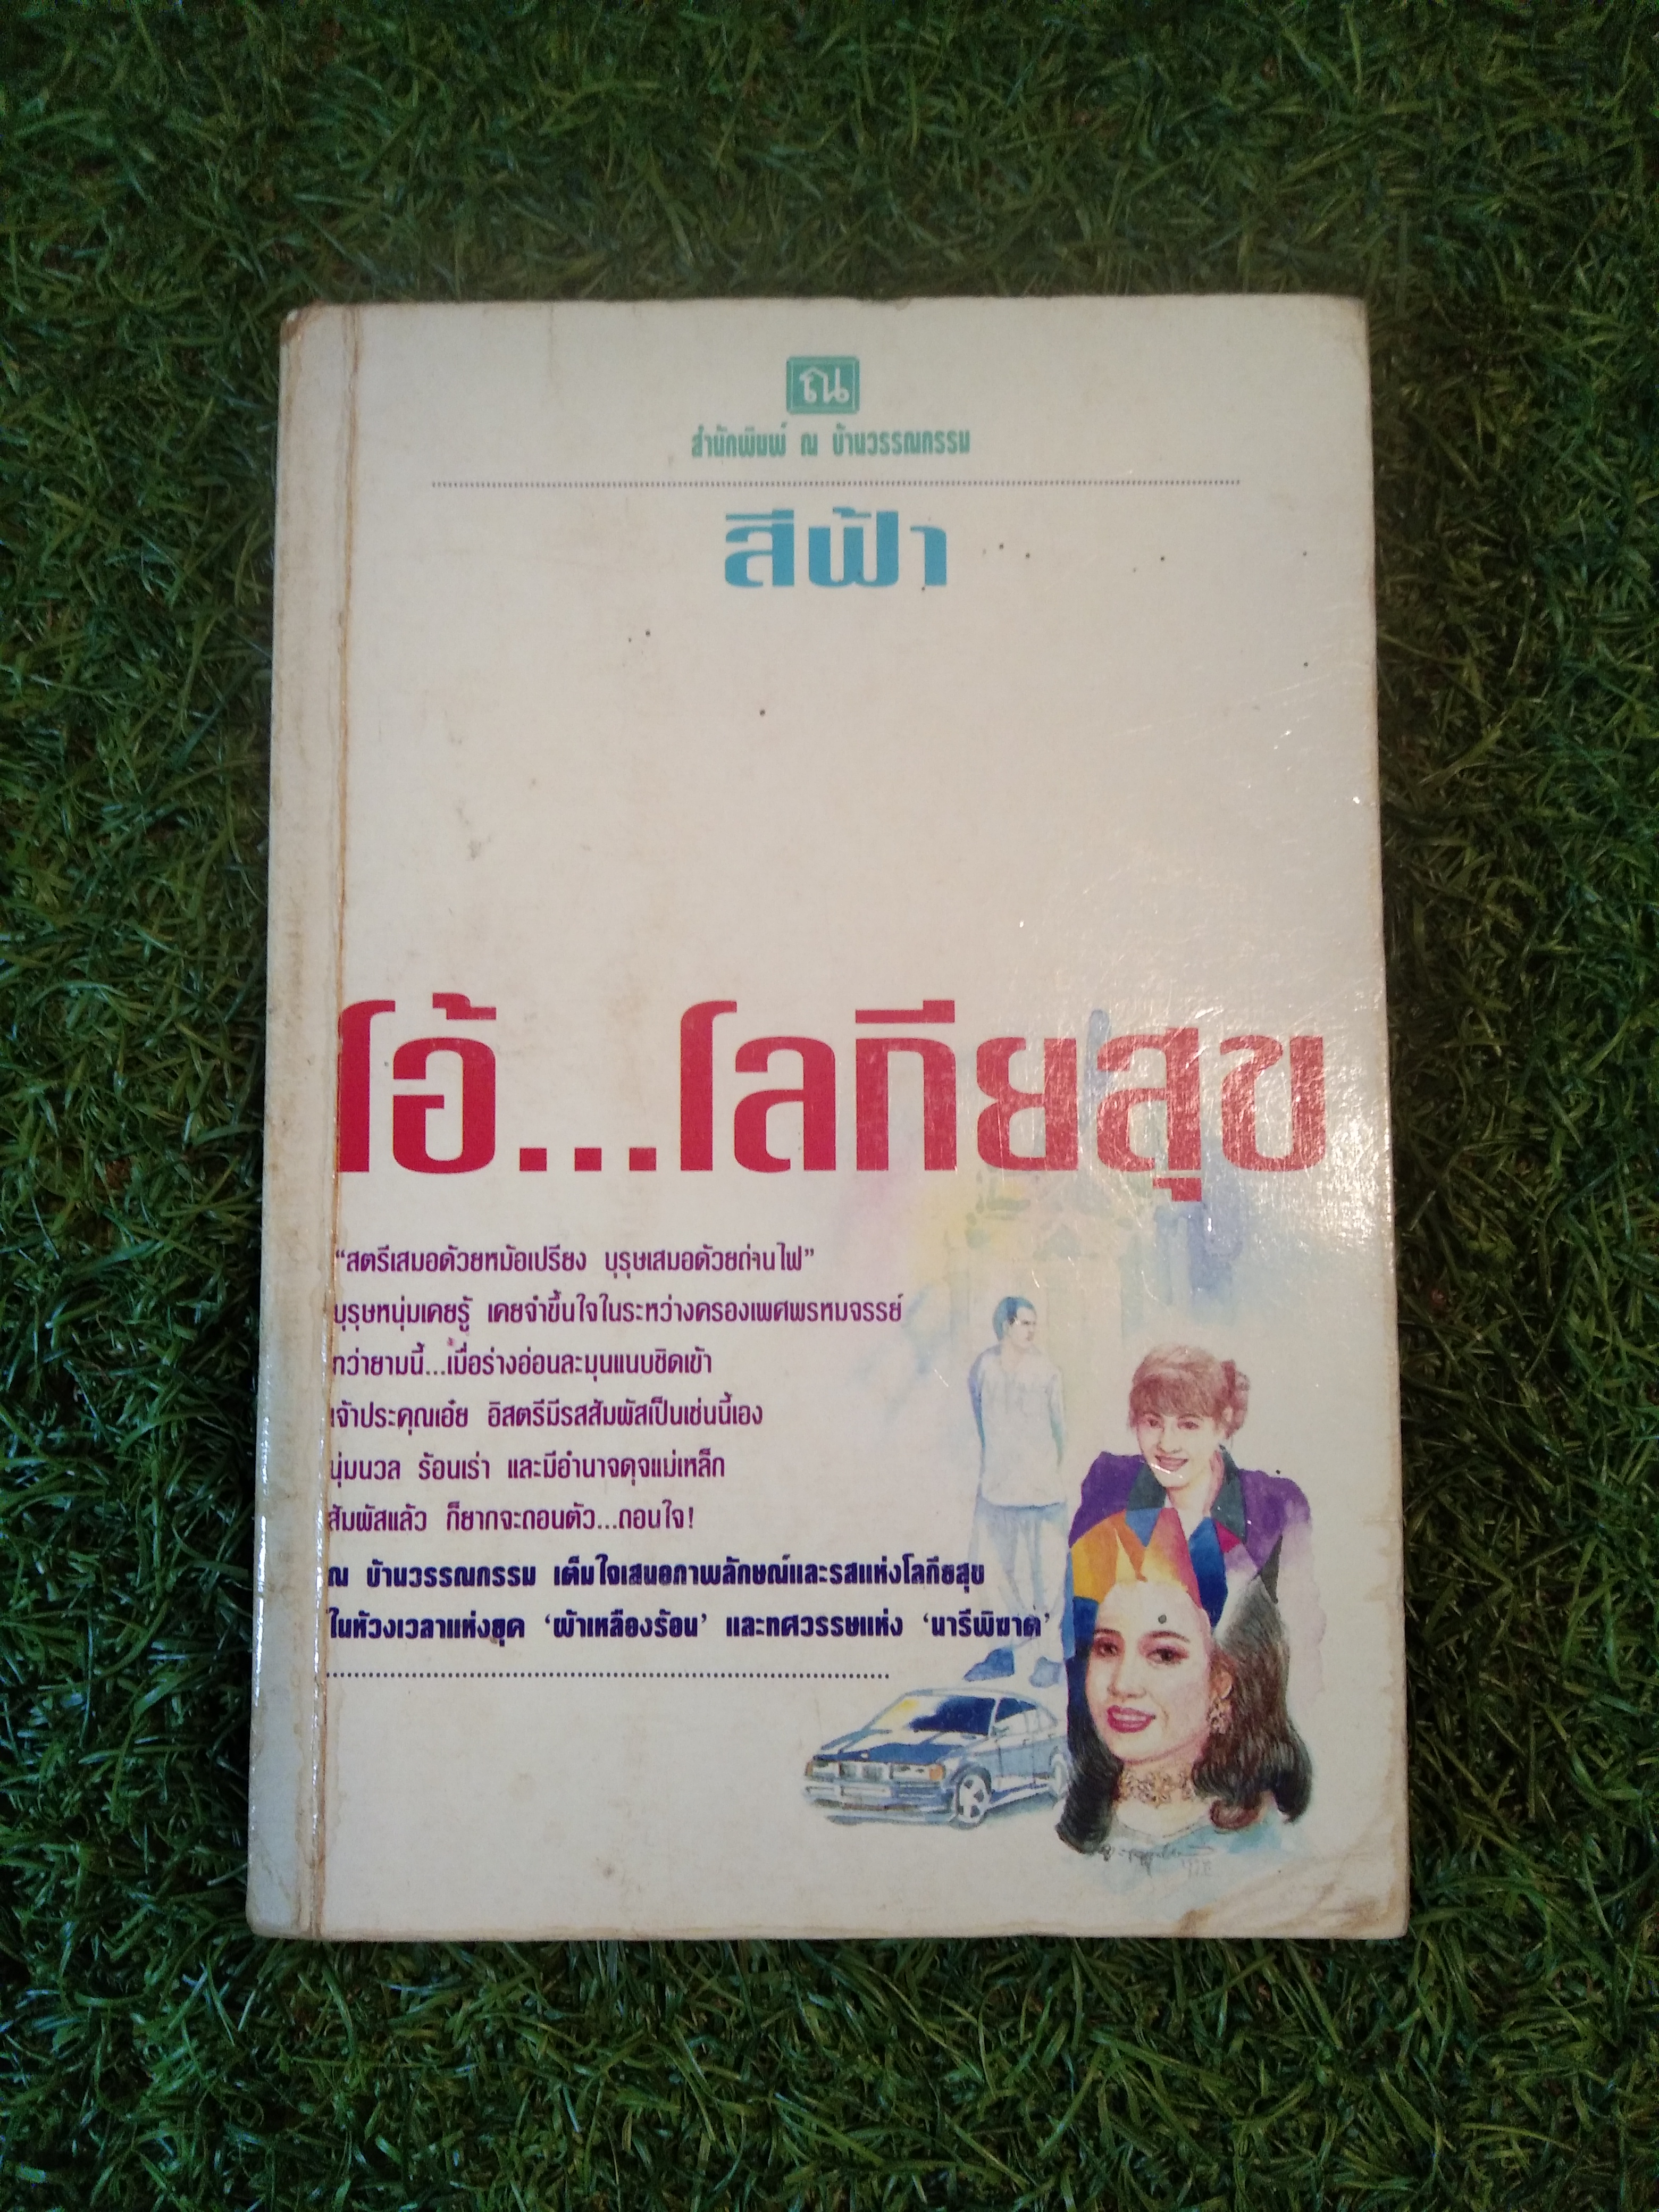 ณ
สำนักพิมพ์ ณ บ้านวรรณกรรม
สีฟ้า
โอ้...โลกียสุข
“สตรีเสมอด้วยหม้อเปรียง บุรุษเสมอด้วยถ่านไฟ”
บุรุษหนุ่มเคยรู้ เคยจำขึ้นใจในระหว่างครองเพศพรหมจรรย์
ทว่ายามนี้...เมื่อร่างอ่อนละมุนแนบชิดเข้า
เจ้าประคุณเอ๋ย อิสตรีมีรสสัมผัสเป็นเช่นนี้เอง
นุ่มนวล ร้อนเร่า และมีอำนาจดุจแม่เหล็ก
สัมผัสแล้ว ก็ยากจะถอนตัว...ถอนใจ!
ณ บ้านวรรณกรรม เต็มใจเสนอภาพลักษณ์และรสแห่งโลกียสุข
ในห้วงเวลาแห่งยุค ‘ผ้าเหลืองร้อน’ และทศวรรษแห่ง ‘นารีพิฆาต’